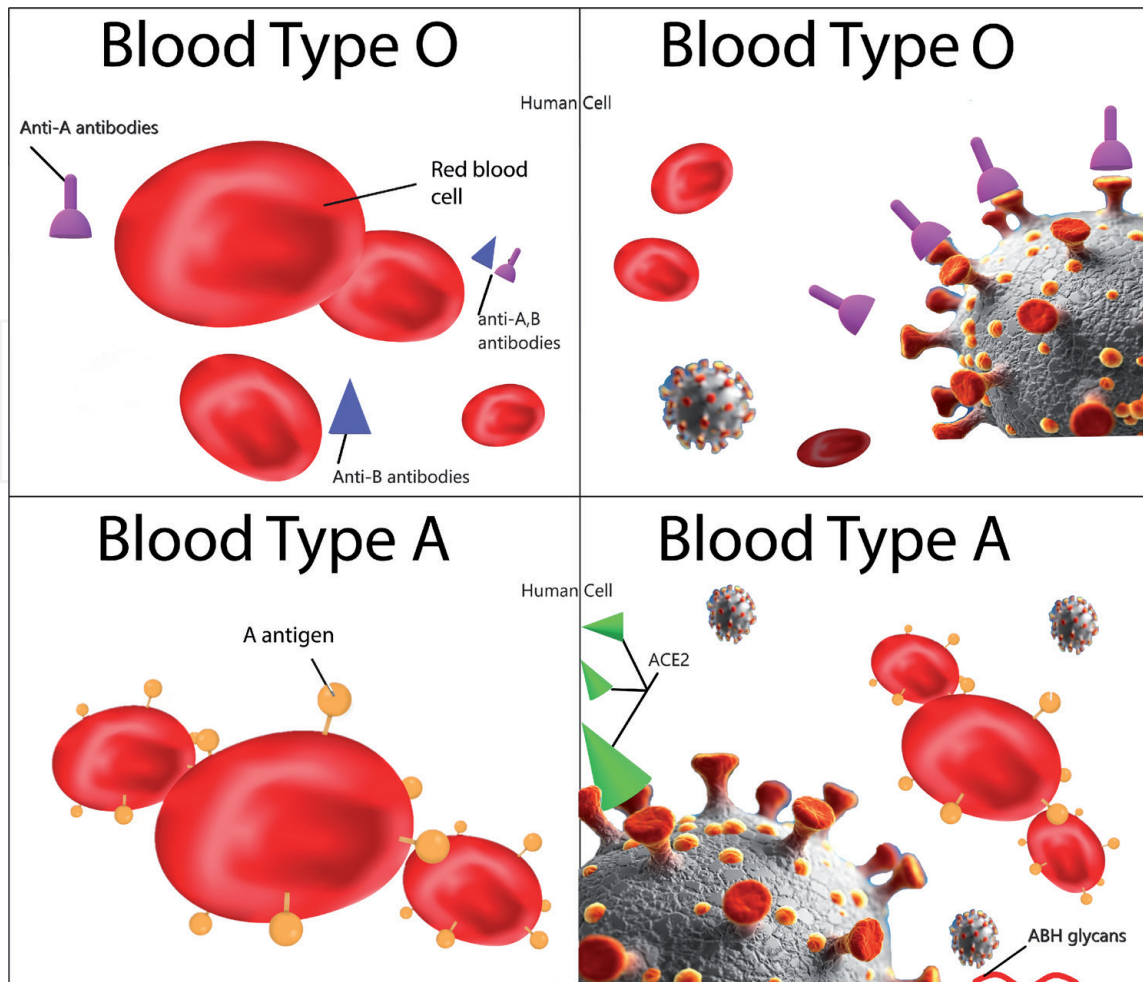 Blood Type O
Human Cell
Anti-A antibodies
Red blood
cell
anti-A,B
antibodies
Anti-B antibodies
Blood Type O
Blood Type A
Human Cell
A antigen
Blood Type A
ACE2
ABH glycans